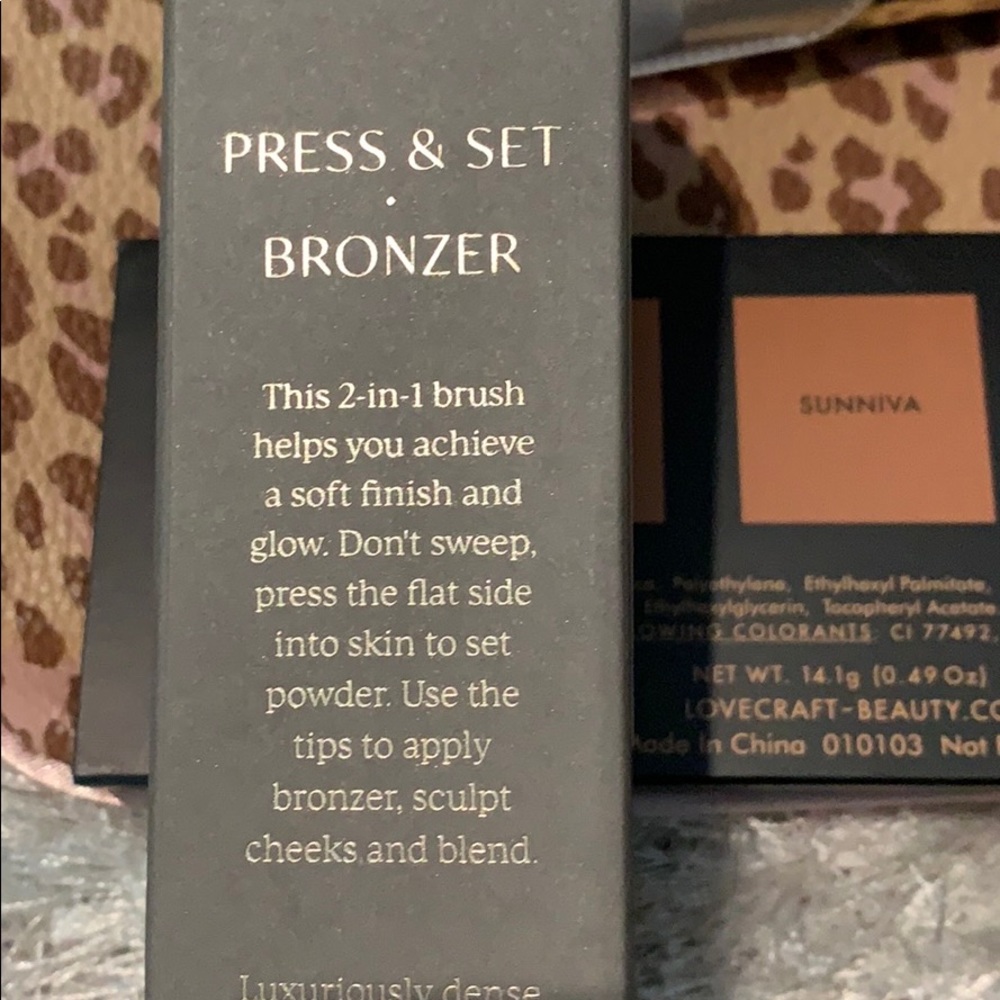 PRESS & SET
·
BRONZER
This 2-in-1 brush
helps you achieve
a soft finish and
glow. Don't sweep,
press the flat side
into skin to set
powder. Use the
tips to apply
bronzer, sculpt
cheeks and blend.
Luxuriously dense
SUNNIVA
Ethylhexyl Palmitate,
Tocopheryl Acetate
COLORANTS CI 77492,
NET WT. 14.1g (0.49 Oz)
LOVECRAFT-BEAUTY.CO
In China 010103 Not